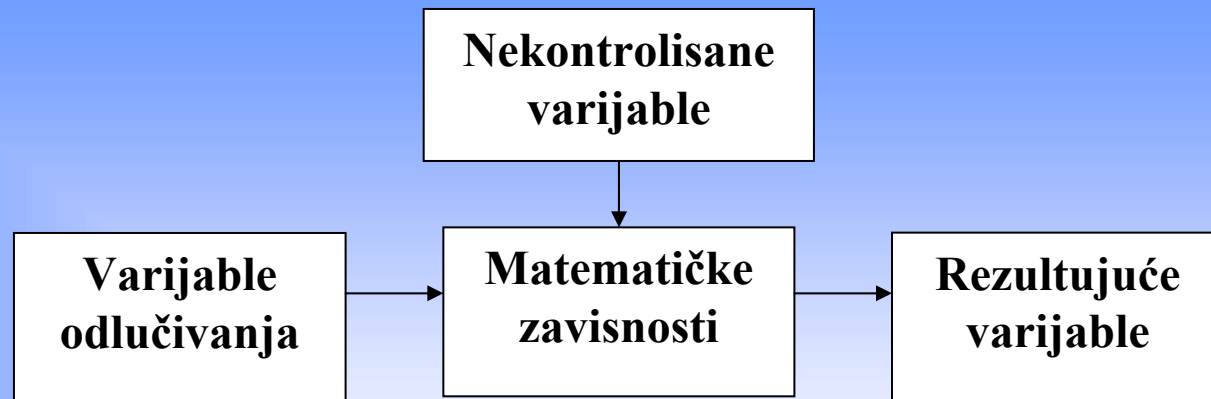 Nekontrolisane
varijable
Varijable
odlučivanja
Matematičke
zavisnosti
Rezultujuće
varijable